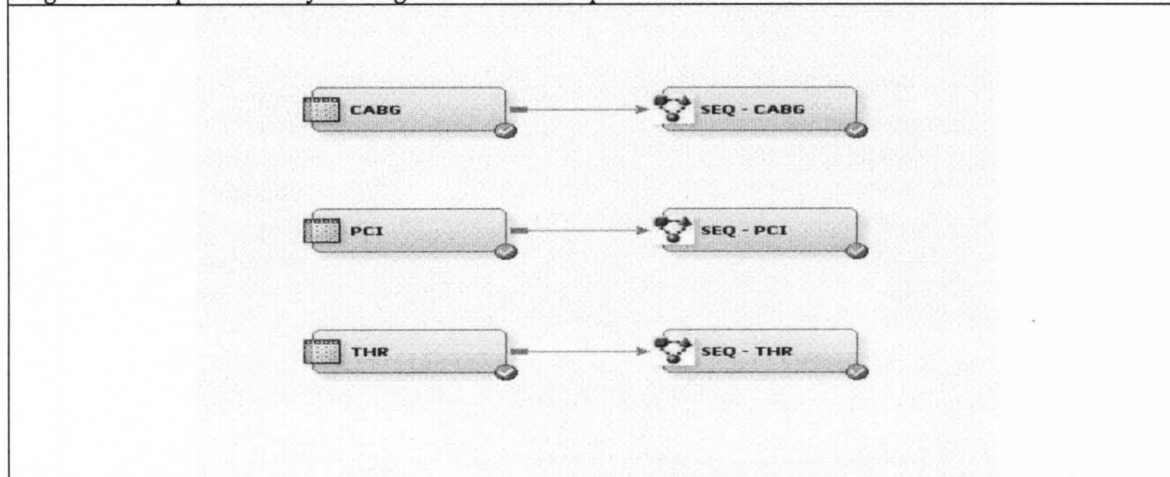 CABG SEQ - CABG
PCI SEQ - PCI
THR SEQ - THR